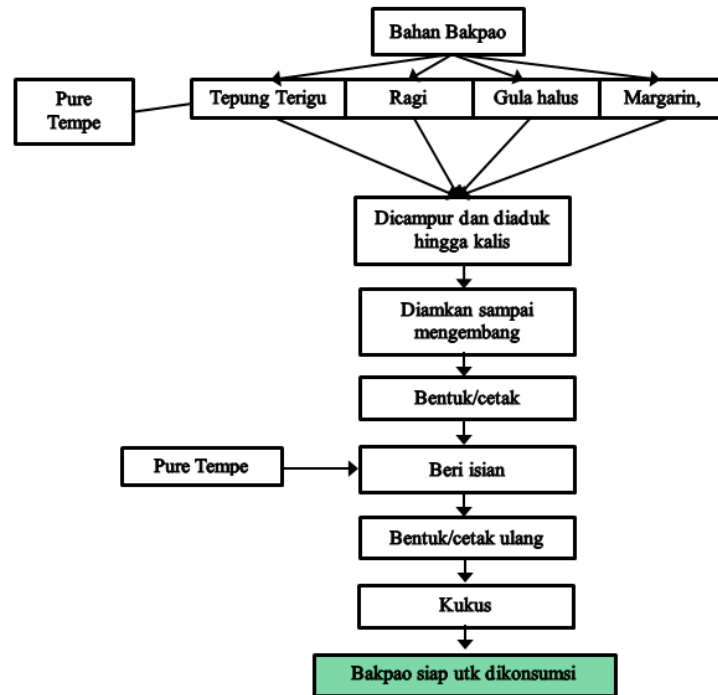 Bahan Bakpao
Pure
Tempe
Tepung Terigu
Ragi
Gula halus
Margarin,
Dicampur dan diaduk
hingga kalis
Diamkan sampai
mengembang
Bentuk/cetak
Pure Tempe
Beri isian
Bentuk/cetak ulang
Kukus
Bakpao siap utk dikonsumsi